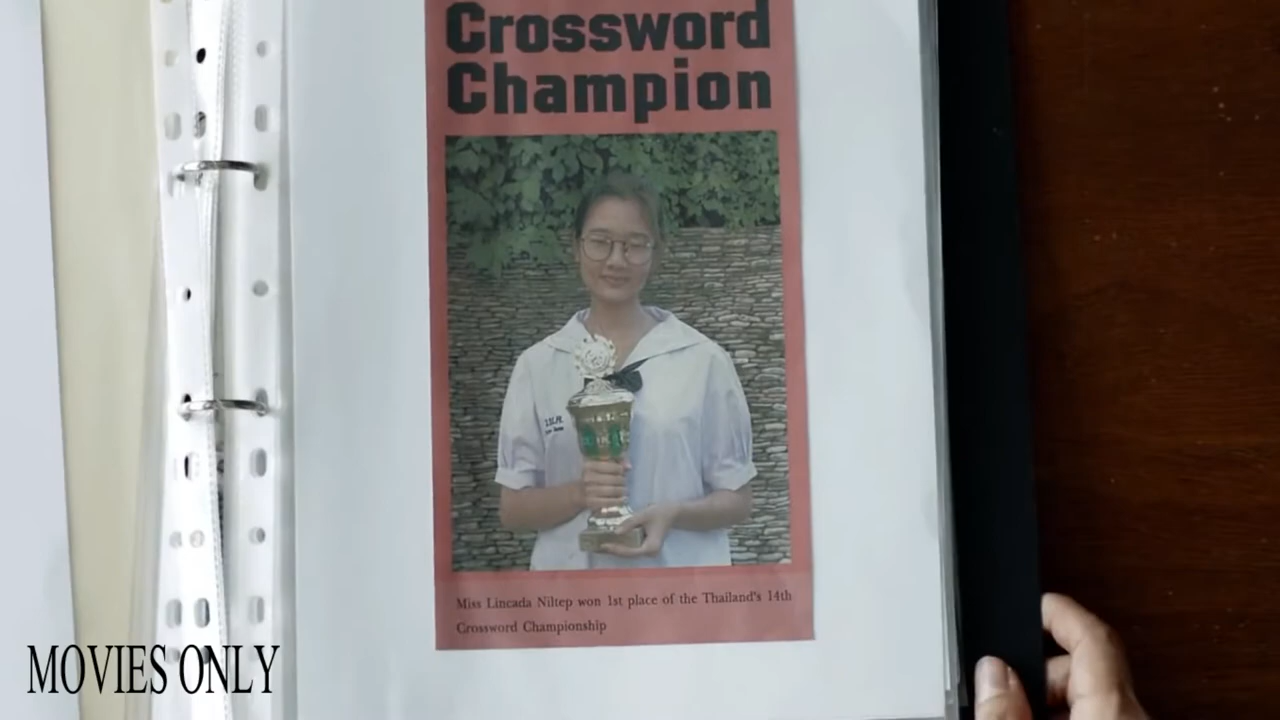 Crossword
Champion
Miss Lincada Niltep won 1st place of the Thailand's 14th
Crossword Championship
MOVIES ONLY